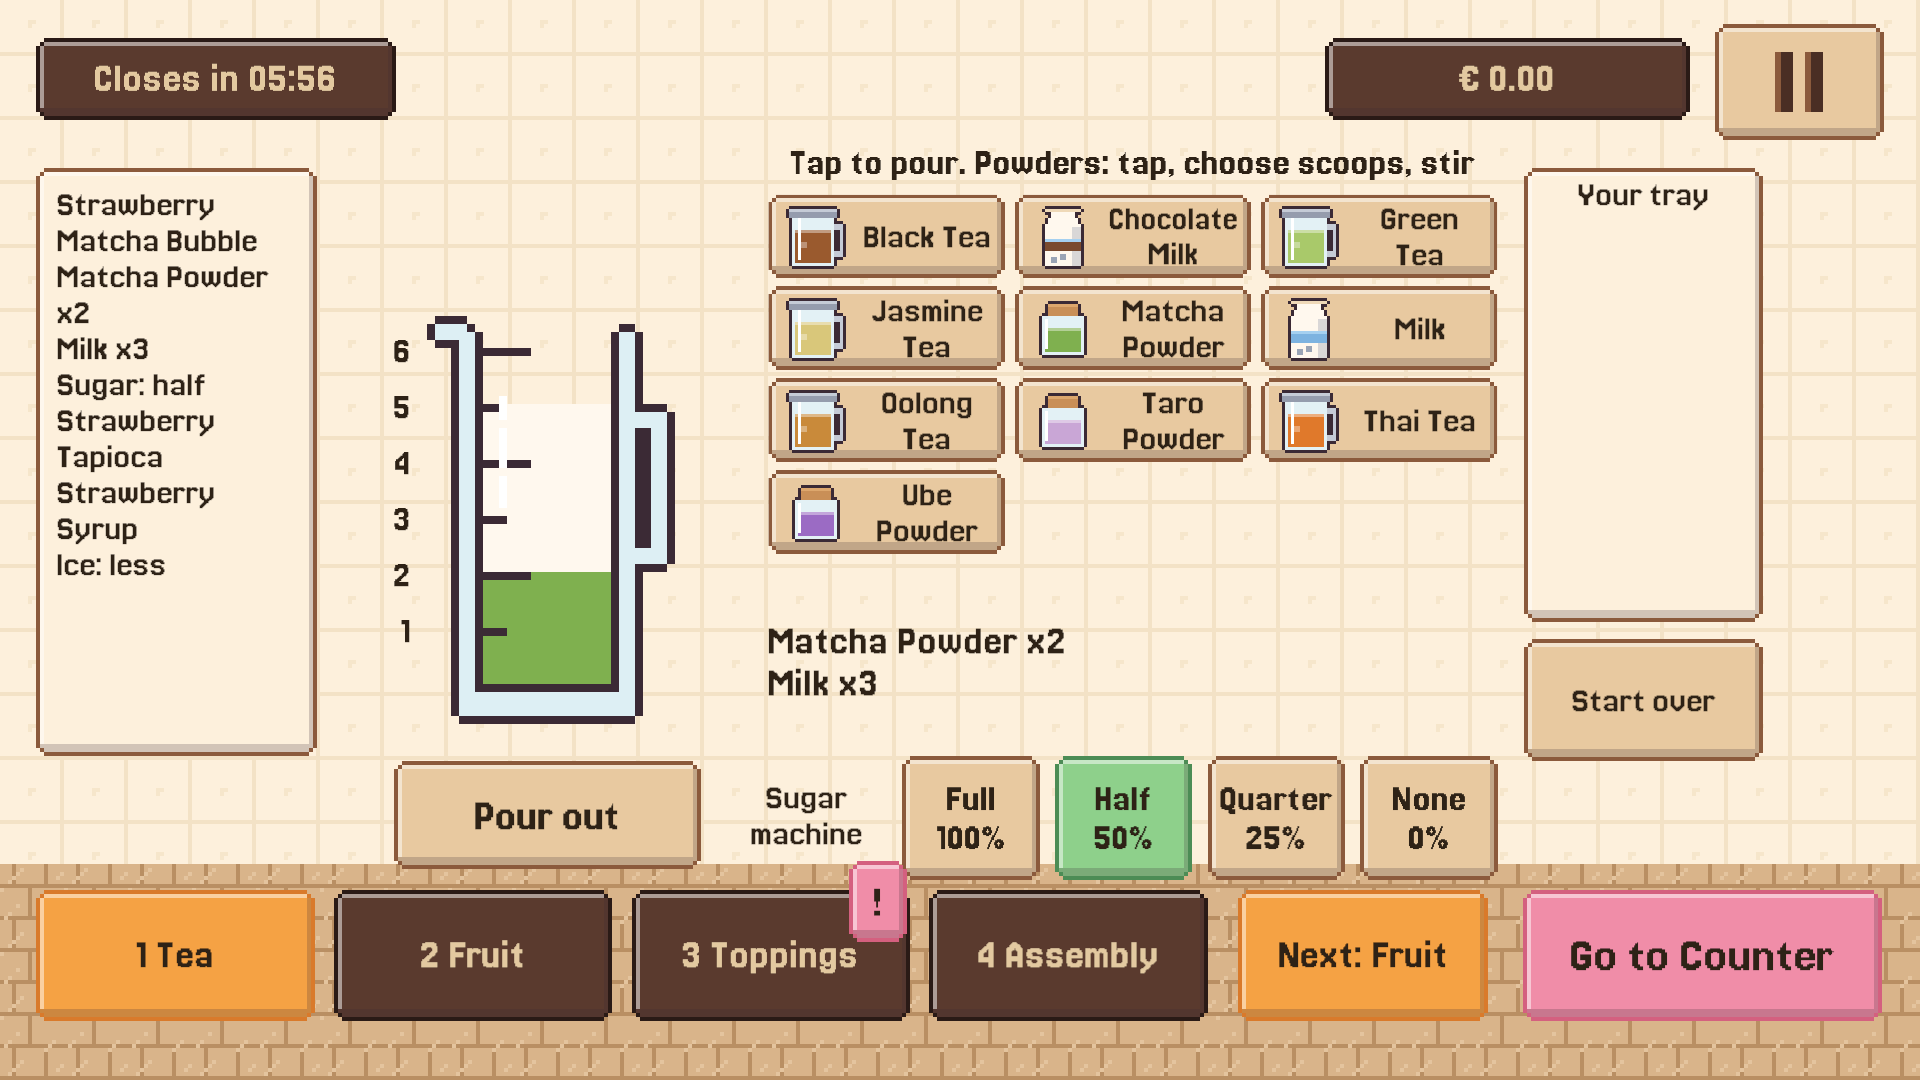 Closes in 05:56
€ 0.00
Strawberry
Matcha Bubble
Matcha Powder
x2
Milk x3
Sugar: half
Strawberry
Tapioca
Strawberry
Syrup
Ice: less
6
5
4
3
2
1
Tap to pour. Powders: tap, choose scoops, stir
Black Tea
Chocolate
Milk
Green
Tea
Jasmine
Tea
Matcha
Powder
Milk
Oolong
Tea
Taro
Powder
Thai Tea
Ube
Powder
Matcha Powder x2
Milk x3
Your tray
Start over
Pour out
Sugar
machine
Full
100%
Half
50%
Quarter
25%
None
0%
1 Tea
2 Fruit
3 Toppings
!
4 Assembly
Next: Fruit
Go to Counter